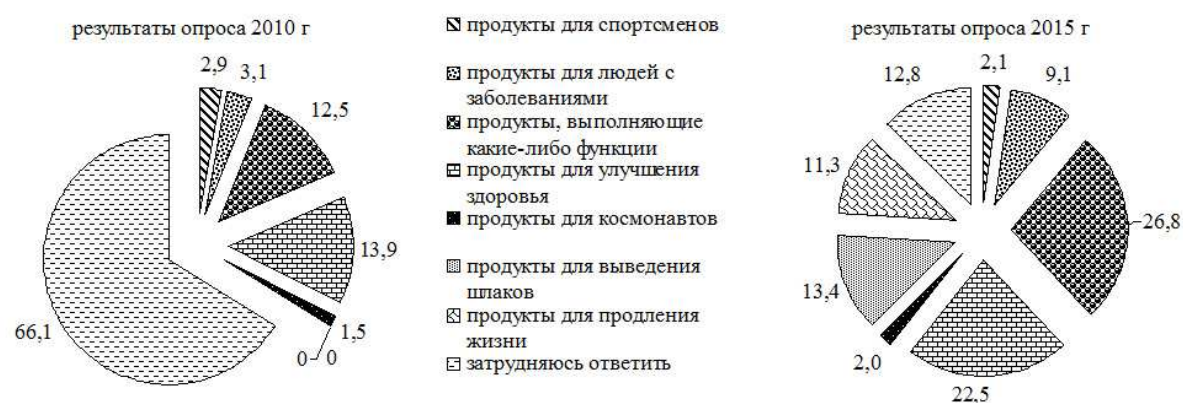 результаты опроса 2010 г
2,9
3,1
12,5
13,9
1,5
0
0
66,1
продукты для спортсменов
продукты для людей с
заболеваниями
продукты, выполняющие
какие-либо функции
продукты для улучшения
здоровья
продукты для космонавтов
продукты для выведения
шлаков
продукты для продления
жизни
затрудняюсь ответить
результаты опроса 2015 г
2,1
9,1
26,8
22,5
2,0
13,4
11,3
12,8